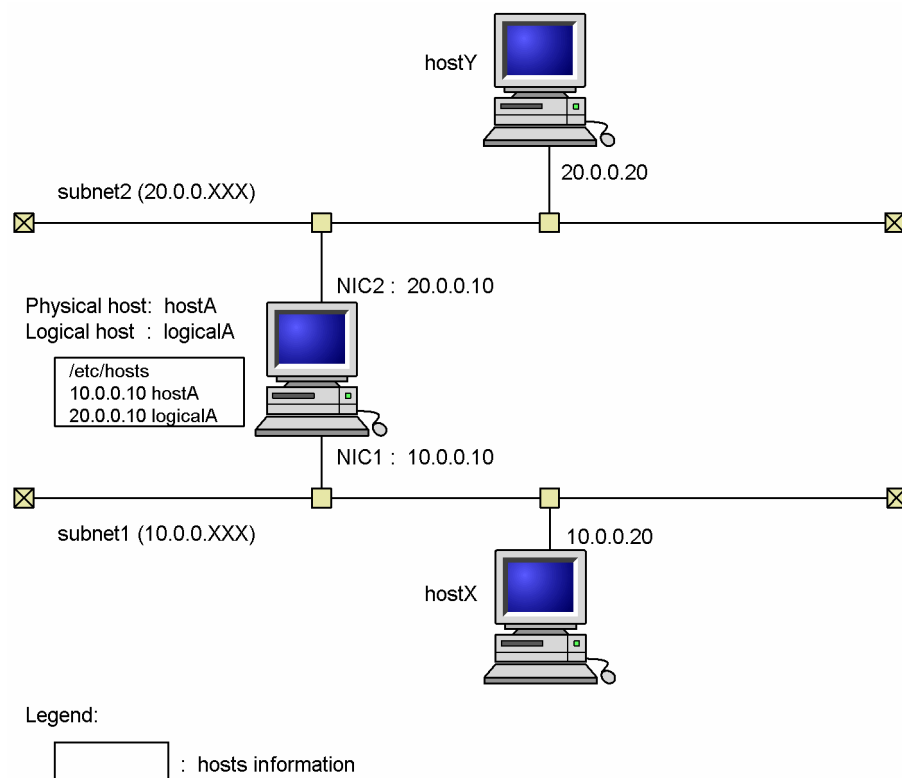 hostY
20.0.0.20
subnet2 (20.0.0.XXX)
NIC2 : 20.0.0.10
Physical host: hostA
Logical host : logicalA
/etc/hosts
10.0.0.10 hostA
20.0.0.10 logicalA
NIC1 : 10.0.0.10
subnet1 (10.0.0.XXX)
10.0.0.20
hostX
Legend:
: hosts information